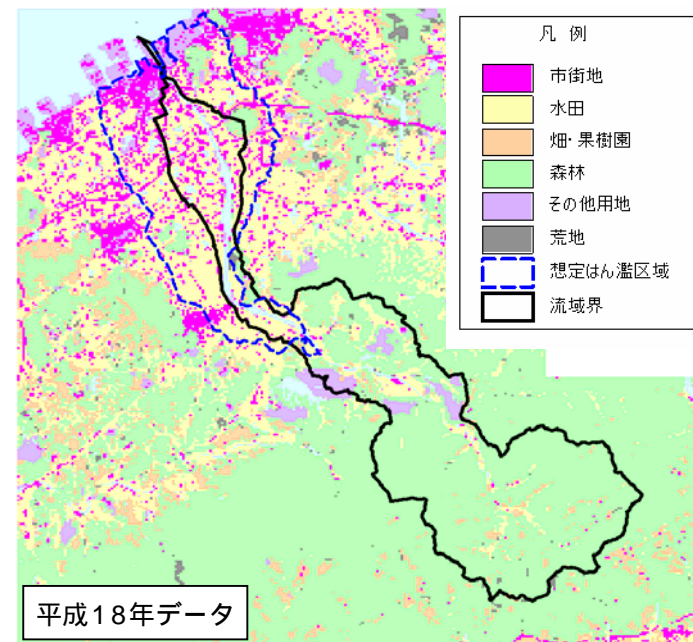 凡 例
市街地
水田
畑・果樹園
森林
その他用地
荒地
想定はん濫区域
流域界
平成18年データ